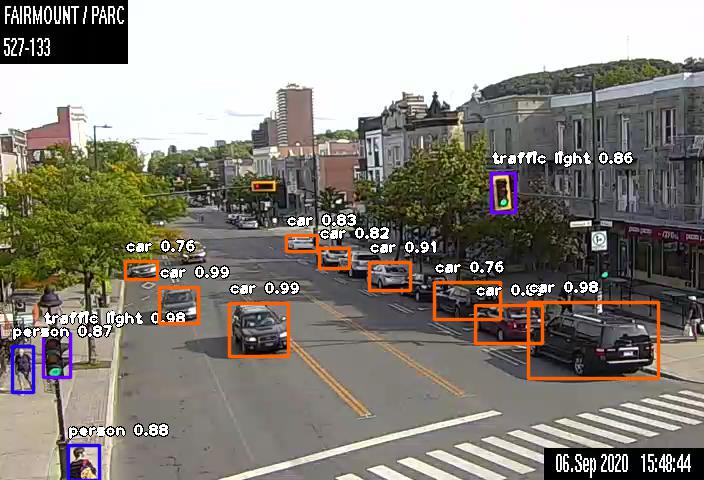 FAIRMOUNT / PARC
527-133
traffic light 0.86
car 0.83
car 0.82
car 0.76
car 0.91
car 0.99
car 0.76
car 0.99
car 0.98
traffic light 0.98
person 0.87
person 0.88
06.Sep 2020 15:48:44